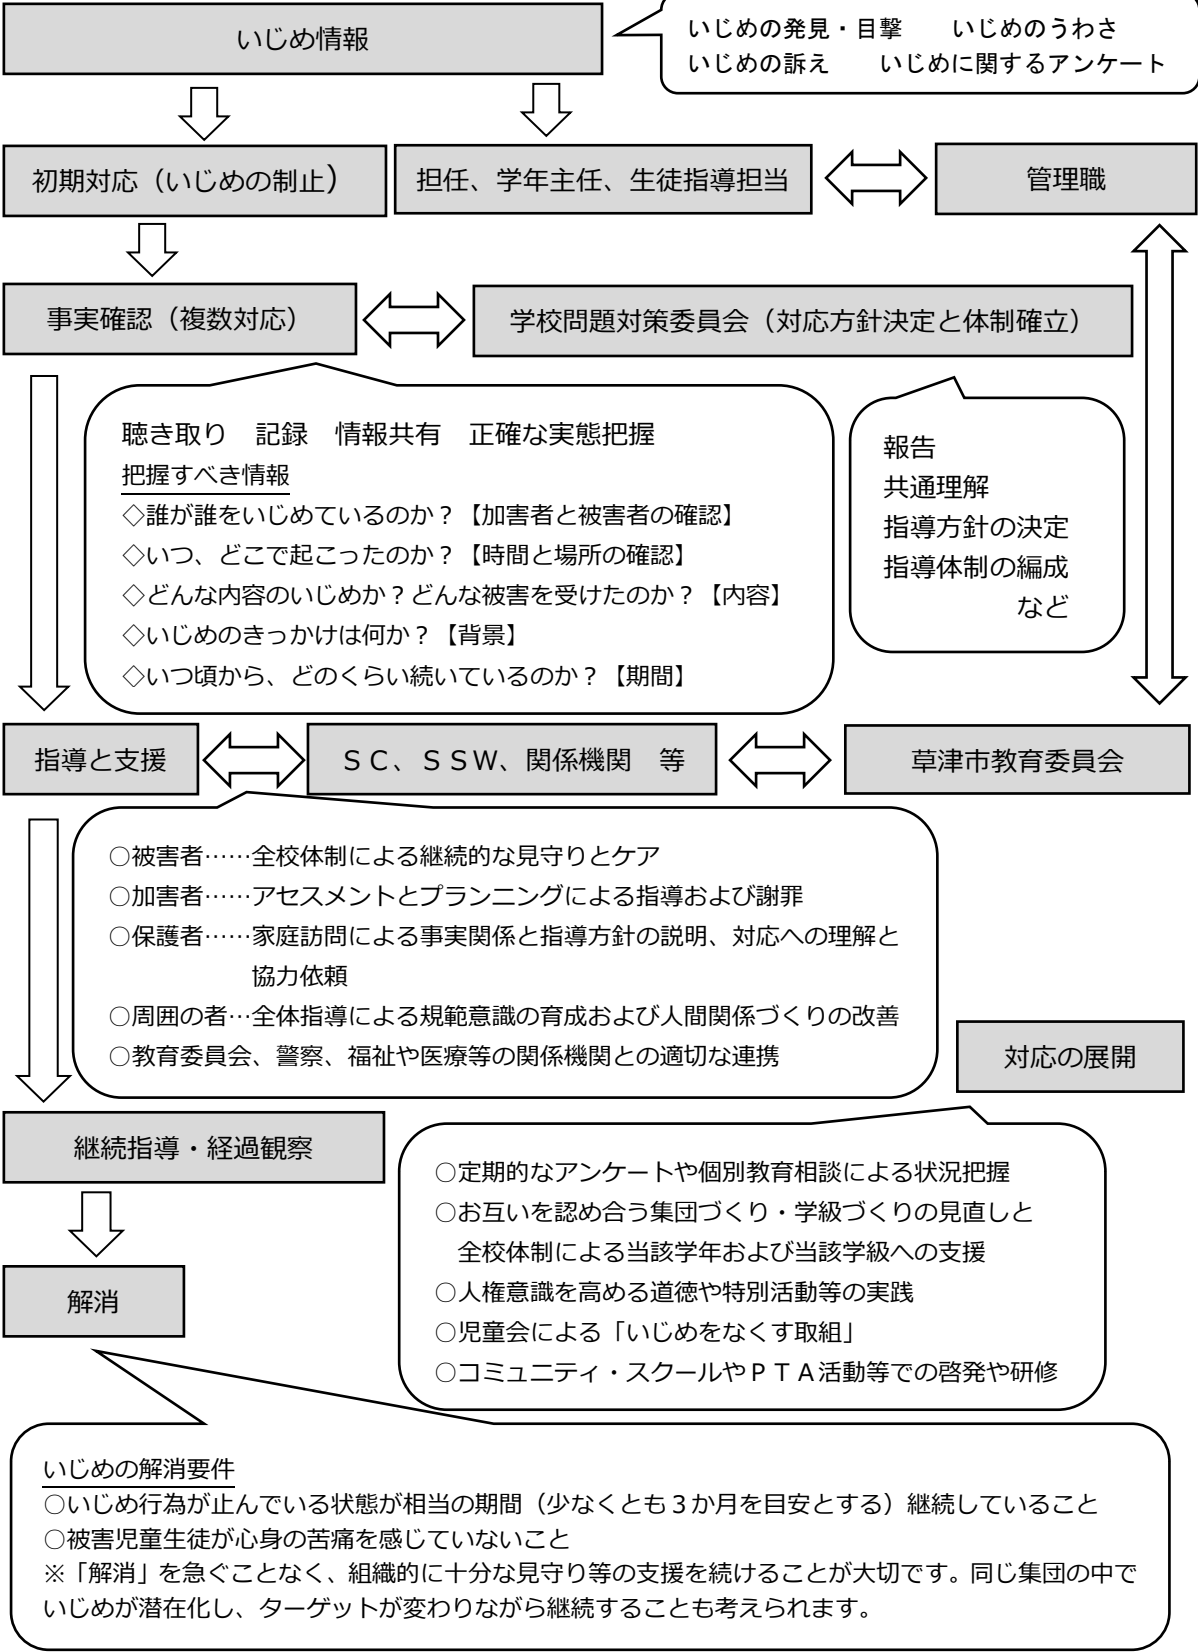 いじめ情報
いじめの発見・目撃　　いじめのうわさ
いじめの訴え　　いじめに関するアンケート
初期対応（いじめの制止）
担任、学年主任、生徒指導担当
管理職
事実確認（複数対応）
学校問題対策委員会（対応方針決定と体制確立）
聴き取り　記録　情報共有　正確な実態把握
把握すべき情報
◇誰が誰をいじめているのか？【加害者と被害者の確認】
◇いつ、どこで起こったのか？【時間と場所の確認】
◇どんな内容のいじめか？どんな被害を受けたのか？【内容】
◇いじめのきっかけは何か？【背景】
◇いつ頃から、どのくらい続いているのか？【期間】
報告
共通理解
指導方針の決定
指導体制の編成
など
指導と支援
ＳＣ、ＳＳＷ、関係機関　等
草津市教育委員会
○被害者……全校体制による継続的な見守りとケア
○加害者……アセスメントとプランニングによる指導および謝罪
○保護者……家庭訪問による事実関係と指導方針の説明、対応への理解と
協力依頼
○周囲の者…全体指導による規範意識の育成および人間関係づくりの改善
○教育委員会、警察、福祉や医療等の関係機関との適切な連携
対応の展開
継続指導・経過観察
○定期的なアンケートや個別教育相談による状況把握
○お互いを認め合う集団づくり・学級づくりの見直しと
全校体制による当該学年および当該学級への支援
○人権意識を高める道徳や特別活動等の実践
○児童会による「いじめをなくす取組」
○コミュニティ・スクールやＰＴＡ活動等での啓発や研修
解消
いじめの解消要件
○いじめ行為が止んでいる状態が相当の期間（少なくとも３か月を目安とする）継続していること
○被害児童生徒が心身の苦痛を感じていないこと
※「解消」を急ぐことなく、組織的に十分な見守り等の支援を続けることが大切です。同じ集団の中で
いじめが潜在化し、ターゲットが変わりながら継続することも考えられます。